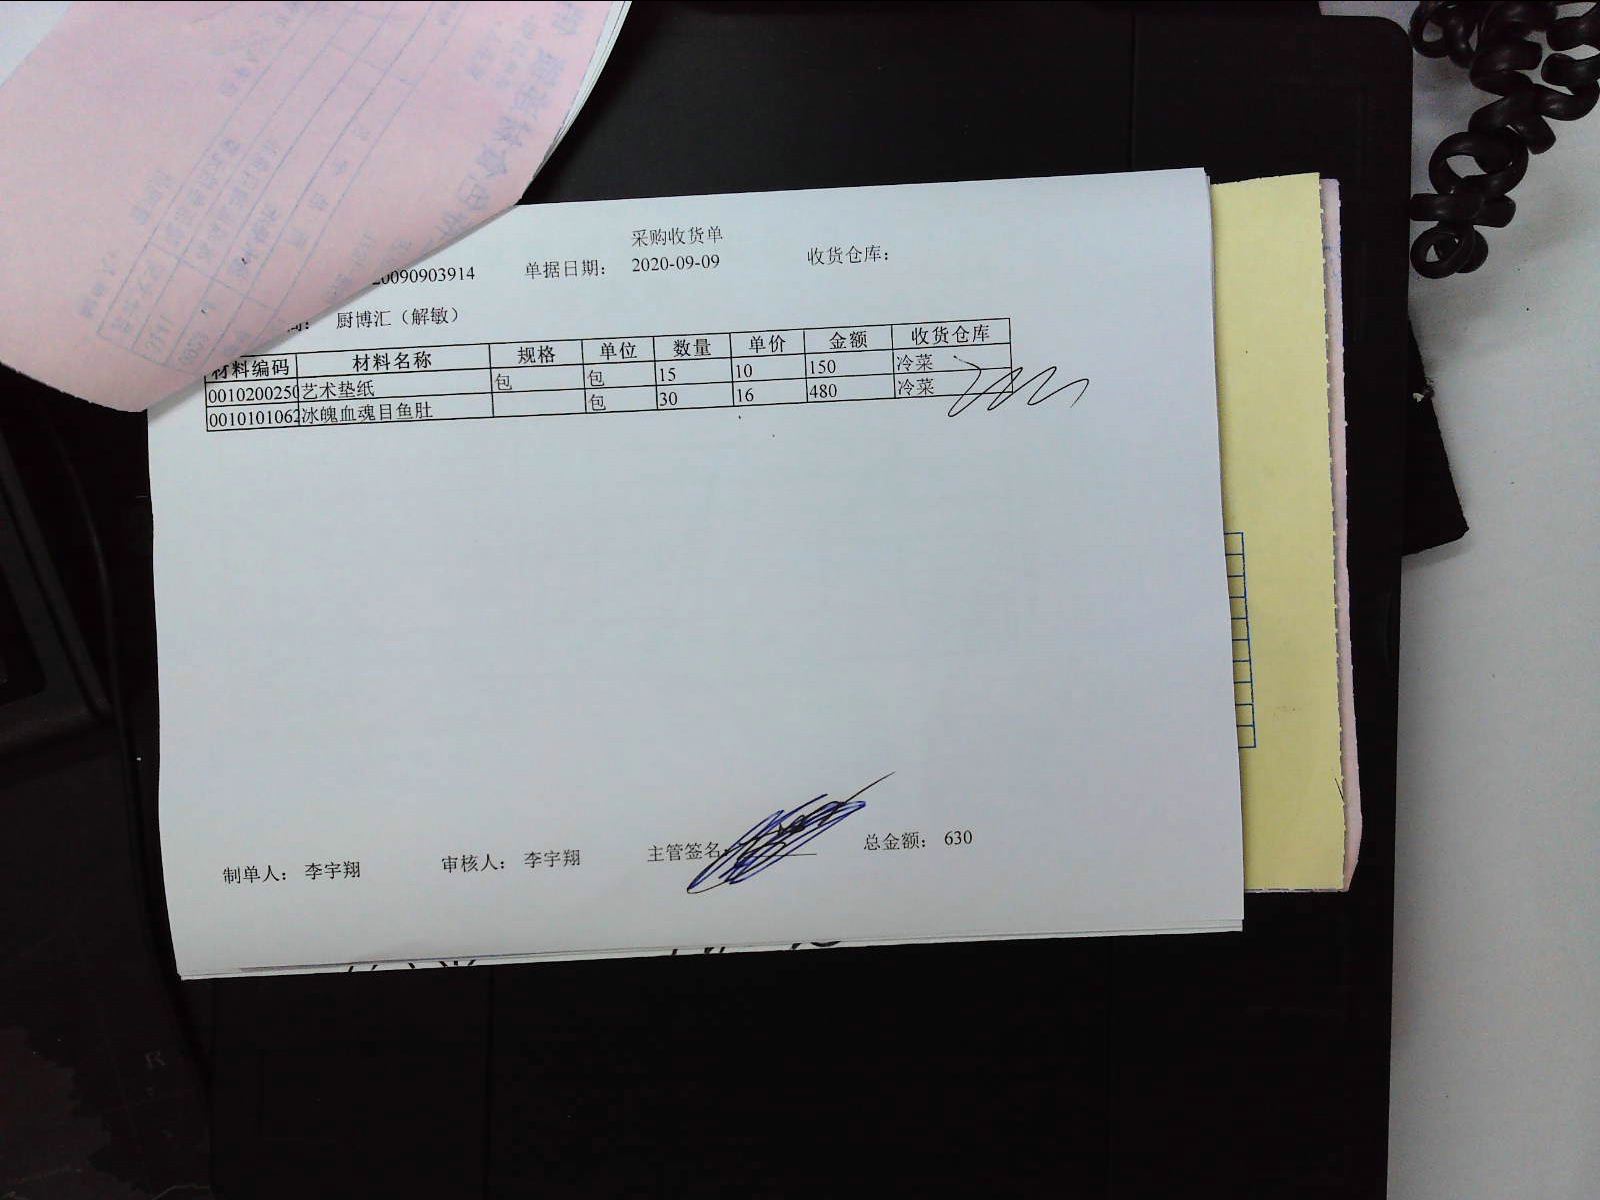 采购收货单
0090903914 单据日期: 2020-09-09 收货仓库:
厨博汇（解敏）
材料编码 材料名称 规格 单位 数量 单价 金额 收货仓库
0010200250 艺术垫纸 包 包 15 10 150 冷菜
0010101062 冰魄血魂目鱼肚 包 30 16 480 冷菜
制单人: 李宇翔 审核人: 李宇翔 主管签名: 总金额: 630